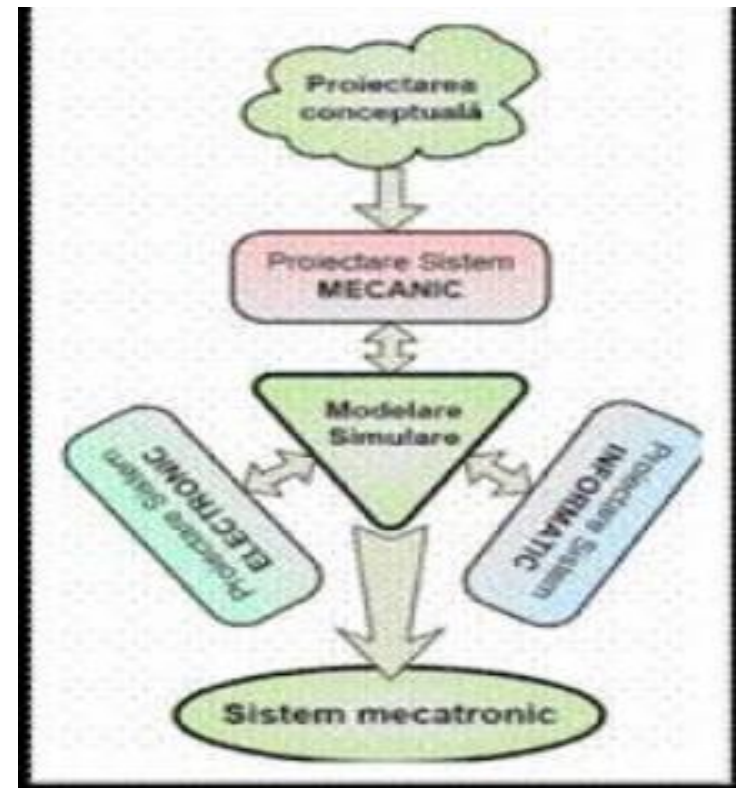 Proiectarea
conceptuală
Proiectare Sistem
MECANIC
Modelare
Simulare
Proiectare Sistem
ELECTRONIC
Proiectare Sistem
INFORMATIC
Sistem mecatronic